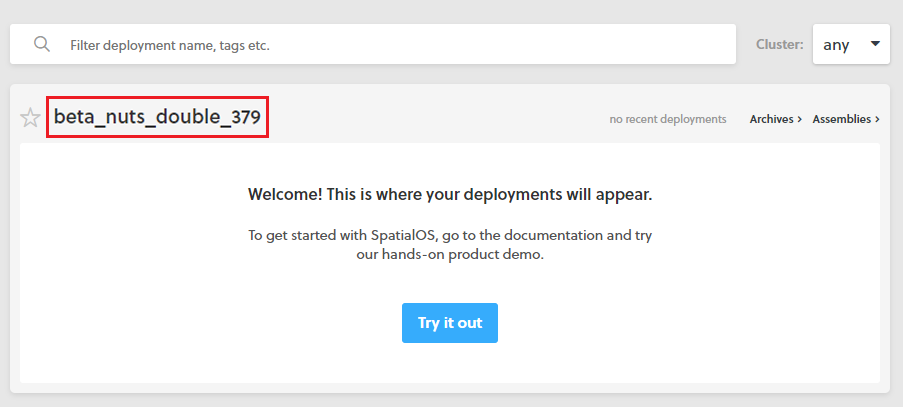 Filter deployment name, tags etc.
Cluster: any
beta_nuts_double_379
no recent deployments Archives > Assemblies >
Welcome! This is where your deployments will appear.
To get started with SpatialOS, go to the documentation and try
our hands-on product demo.
Try it out